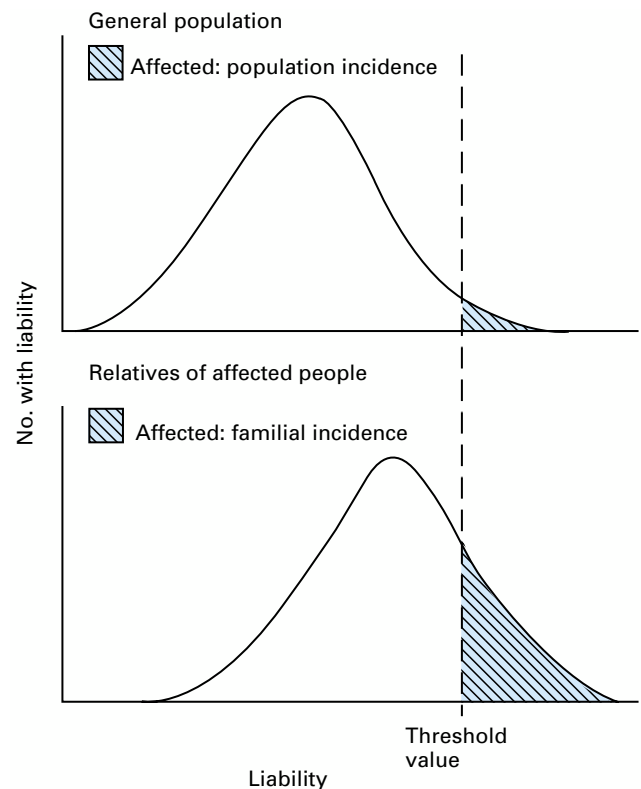 General population
Affected: population incidence
No. with liability
Relatives of affected people
Affected: familial incidence
Threshold
value
Liability